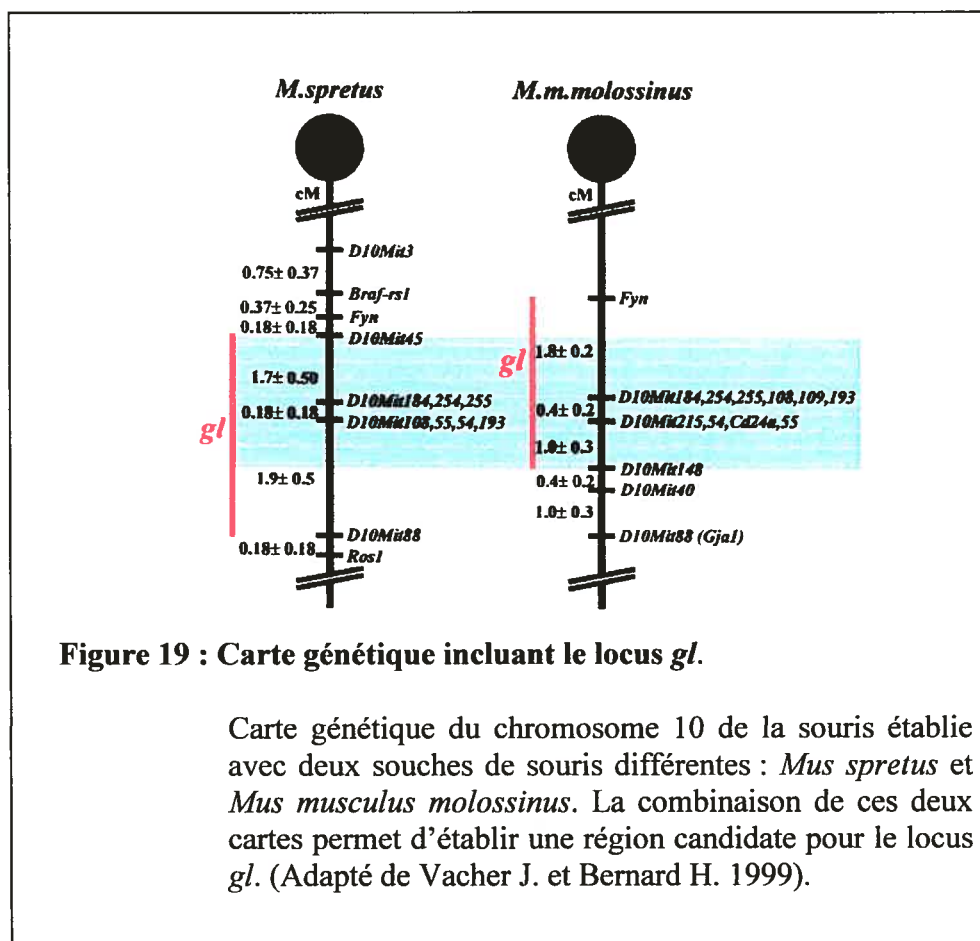 M.spretus
M.m.molossinus
cM
D10Mit3
0.75± 0.37
Braf-rs1
0.37± 0.25
Fyn
0.18± 0.18
D10Mit45
1.7± 0.50
D10Mit184,254,255
0.18± 0.18
D10Mit108,55,54,193
gl
1.9± 0.5
D10Mit88
0.18± 0.18
Ros1
cM
Fyn
1.8± 0.2
gl
D10Mit184,254,255,108,109,193
0.4± 0.2
D10Mit215,54,Cd24a,55
1.0± 0.3
D10Mit148
0.4± 0.2
D10Mit40
1.0± 0.3
D10Mit88 (Gja1)
Figure 19 : Carte génétique incluant le locus gl.
Carte génétique du chromosome 10 de la souris établie
avec deux souches de souris différentes : Mus spretus et
Mus musculus molossinus. La combinaison de ces deux
cartes permet d'établir une région candidate pour le locus
gl. (Adapté de Vacher J. et Bernard H. 1999).